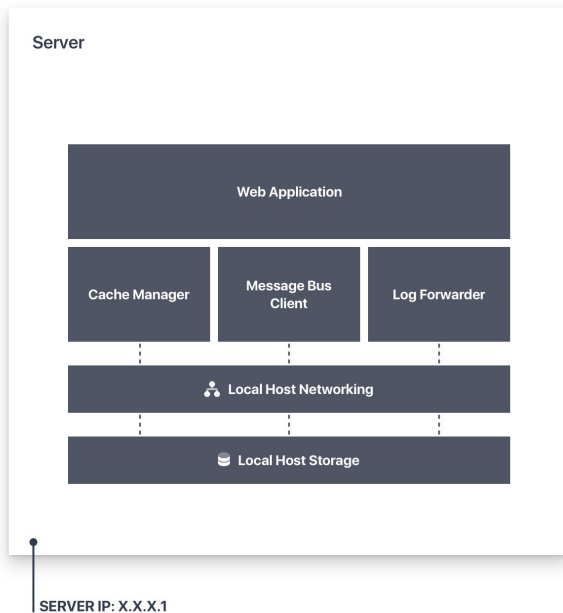 Server
Web Application
Cache Manager
Message Bus
Client
Log Forwarder
Local Host Networking
Local Host Storage
SERVER IP: X.X.X.1